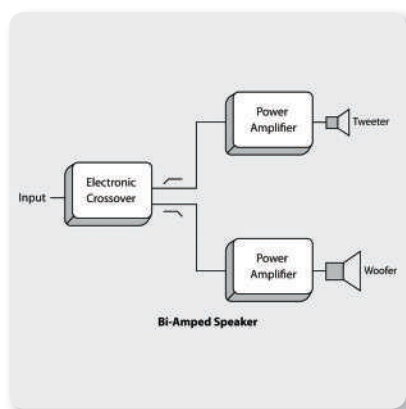 Power
Amplifier
Tweeter
Electronic
Crossover
Input
Power
Amplifier
Woofer
Bi-Amped Speaker